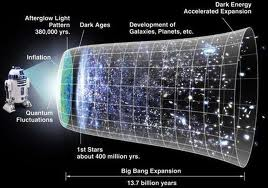 Dark Energy
Accelerated Expansion
Afterglow Light
Pattern
380,000 yrs.
Dark Ages
Development of
Galaxies, Planets, etc.
Inflation
Quantum
Fluctuations
1st Stars
about 400 million yrs.
Big Bang Expansion
13.7 billion years